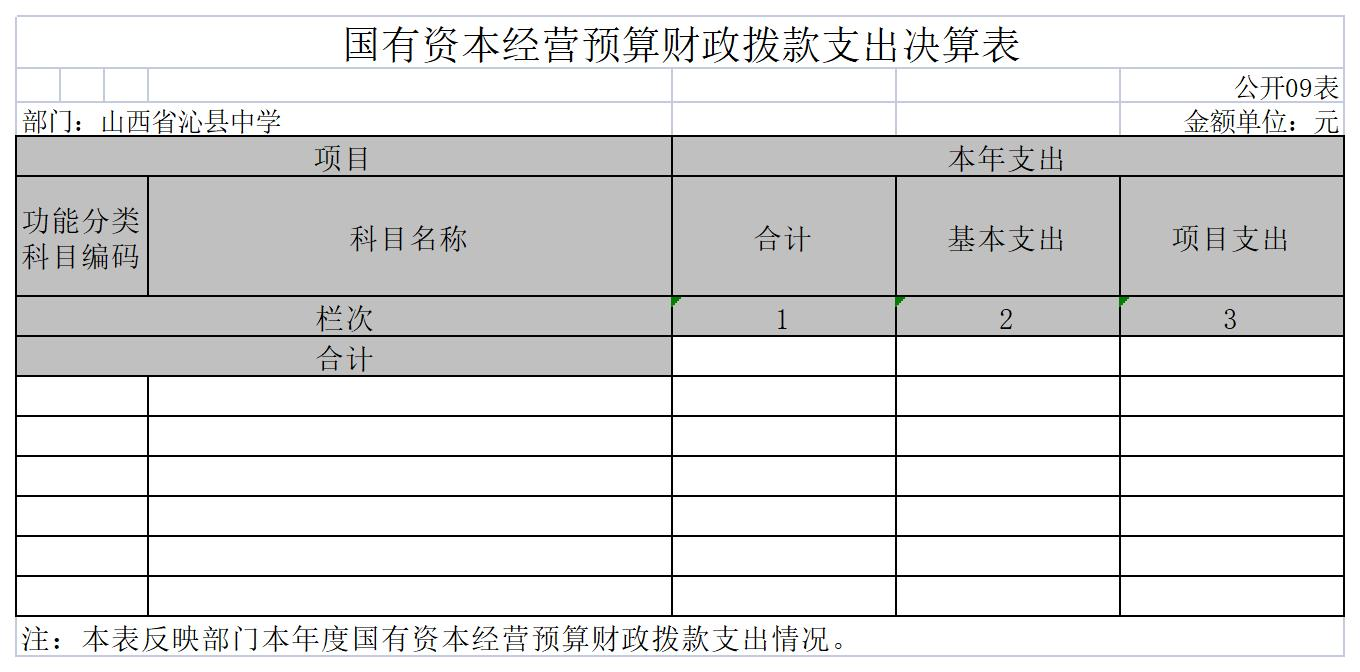 国有资本经营预算财政拨款支出决算表
公开09表
部门：山西省沁县中学 金额单位：元
项目 本年支出
功能分类
科目编码 科目名称 合计 基本支出 项目支出
栏次 1 2 3
合计
注：本表反映部门本年度国有资本经营预算财政拨款支出情况。